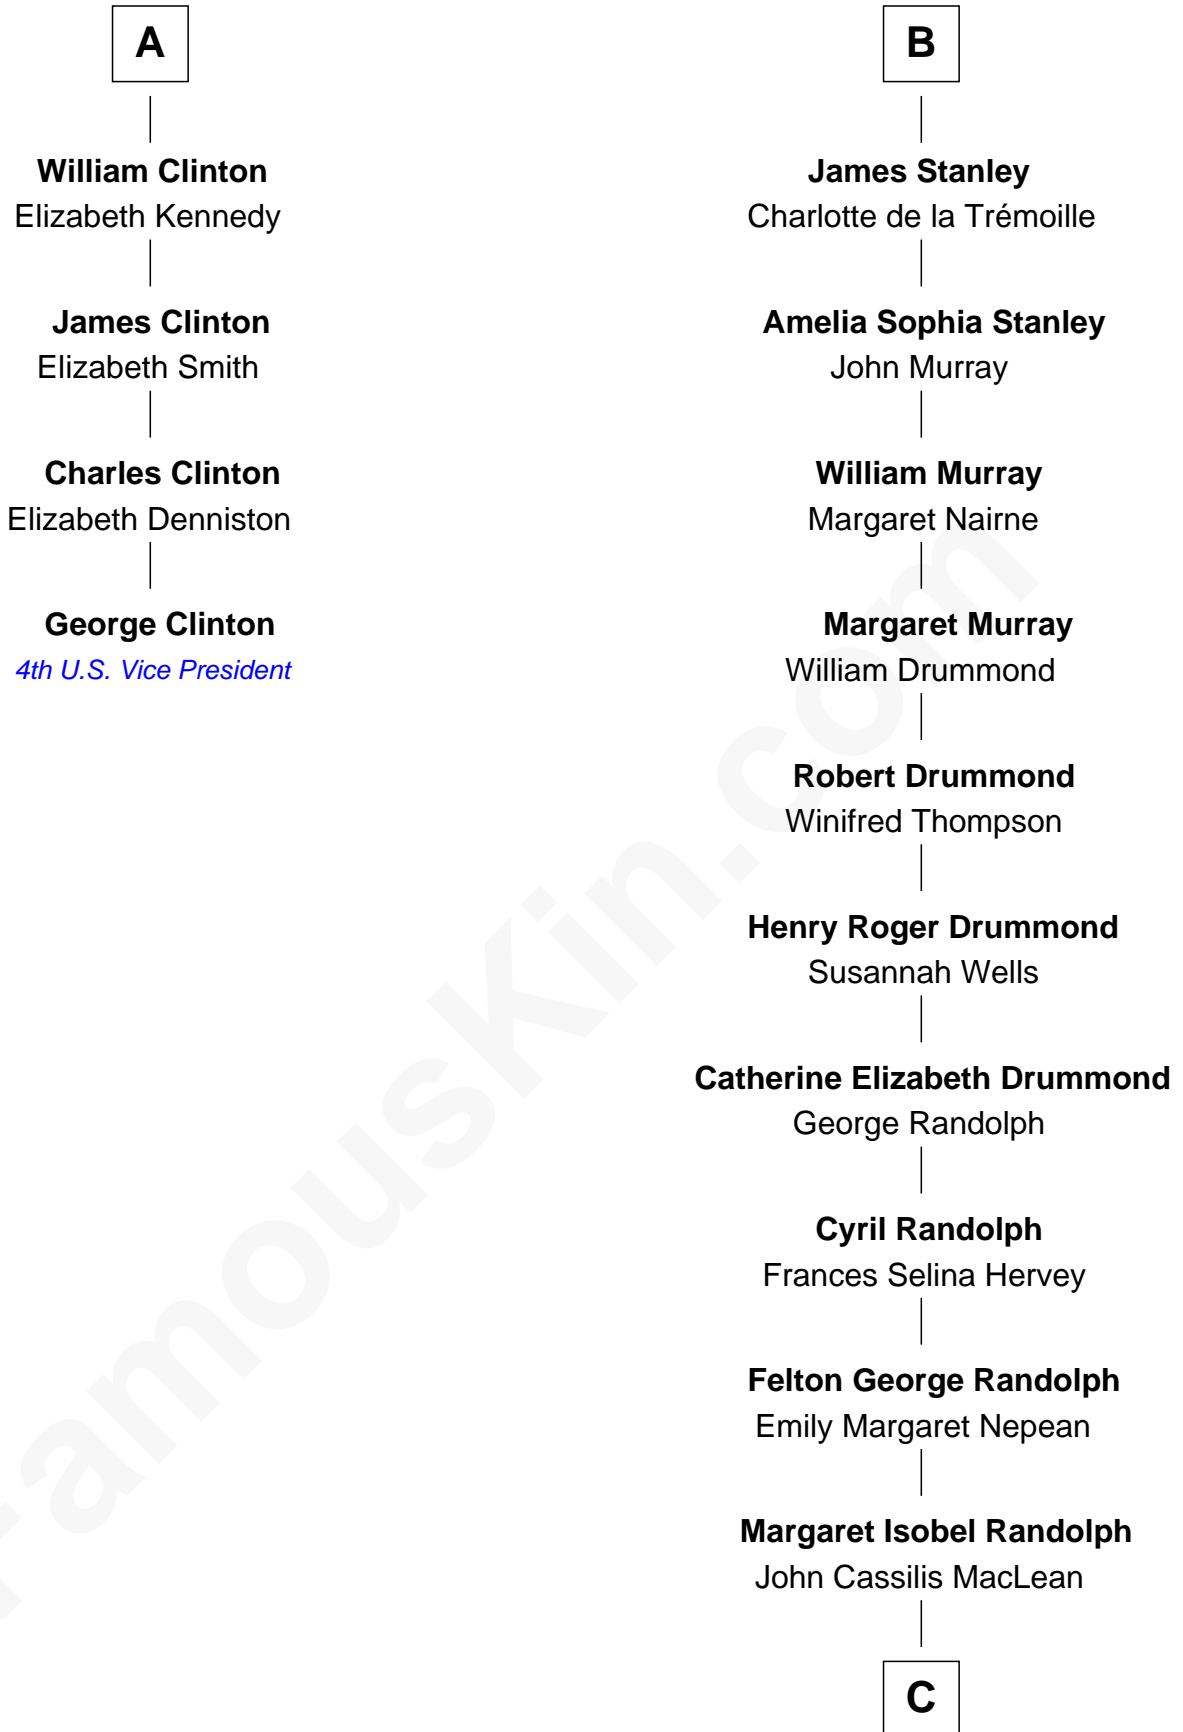 A
William Clinton
Elizabeth Kennedy
James Clinton
Elizabeth Smith
Charles Clinton
Elizabeth Denniston
George Clinton
4th U.S. Vice President
B
James Stanley
Charlotte de la Trémoille
Amelia Sophia Stanley
John Murray
William Murray
Margaret Nairne
Margaret Murray
William Drummond
Robert Drummond
Winifred Thompson
Henry Roger Drummond
Susannah Wells
Catherine Elizabeth Drummond
George Randolph
Cyril Randolph
Frances Selina Hervey
Felton George Randolph
Emily Margaret Nepean
Margaret Isobel Randolph
John Cassilis MacLean
C
FamousKin.com